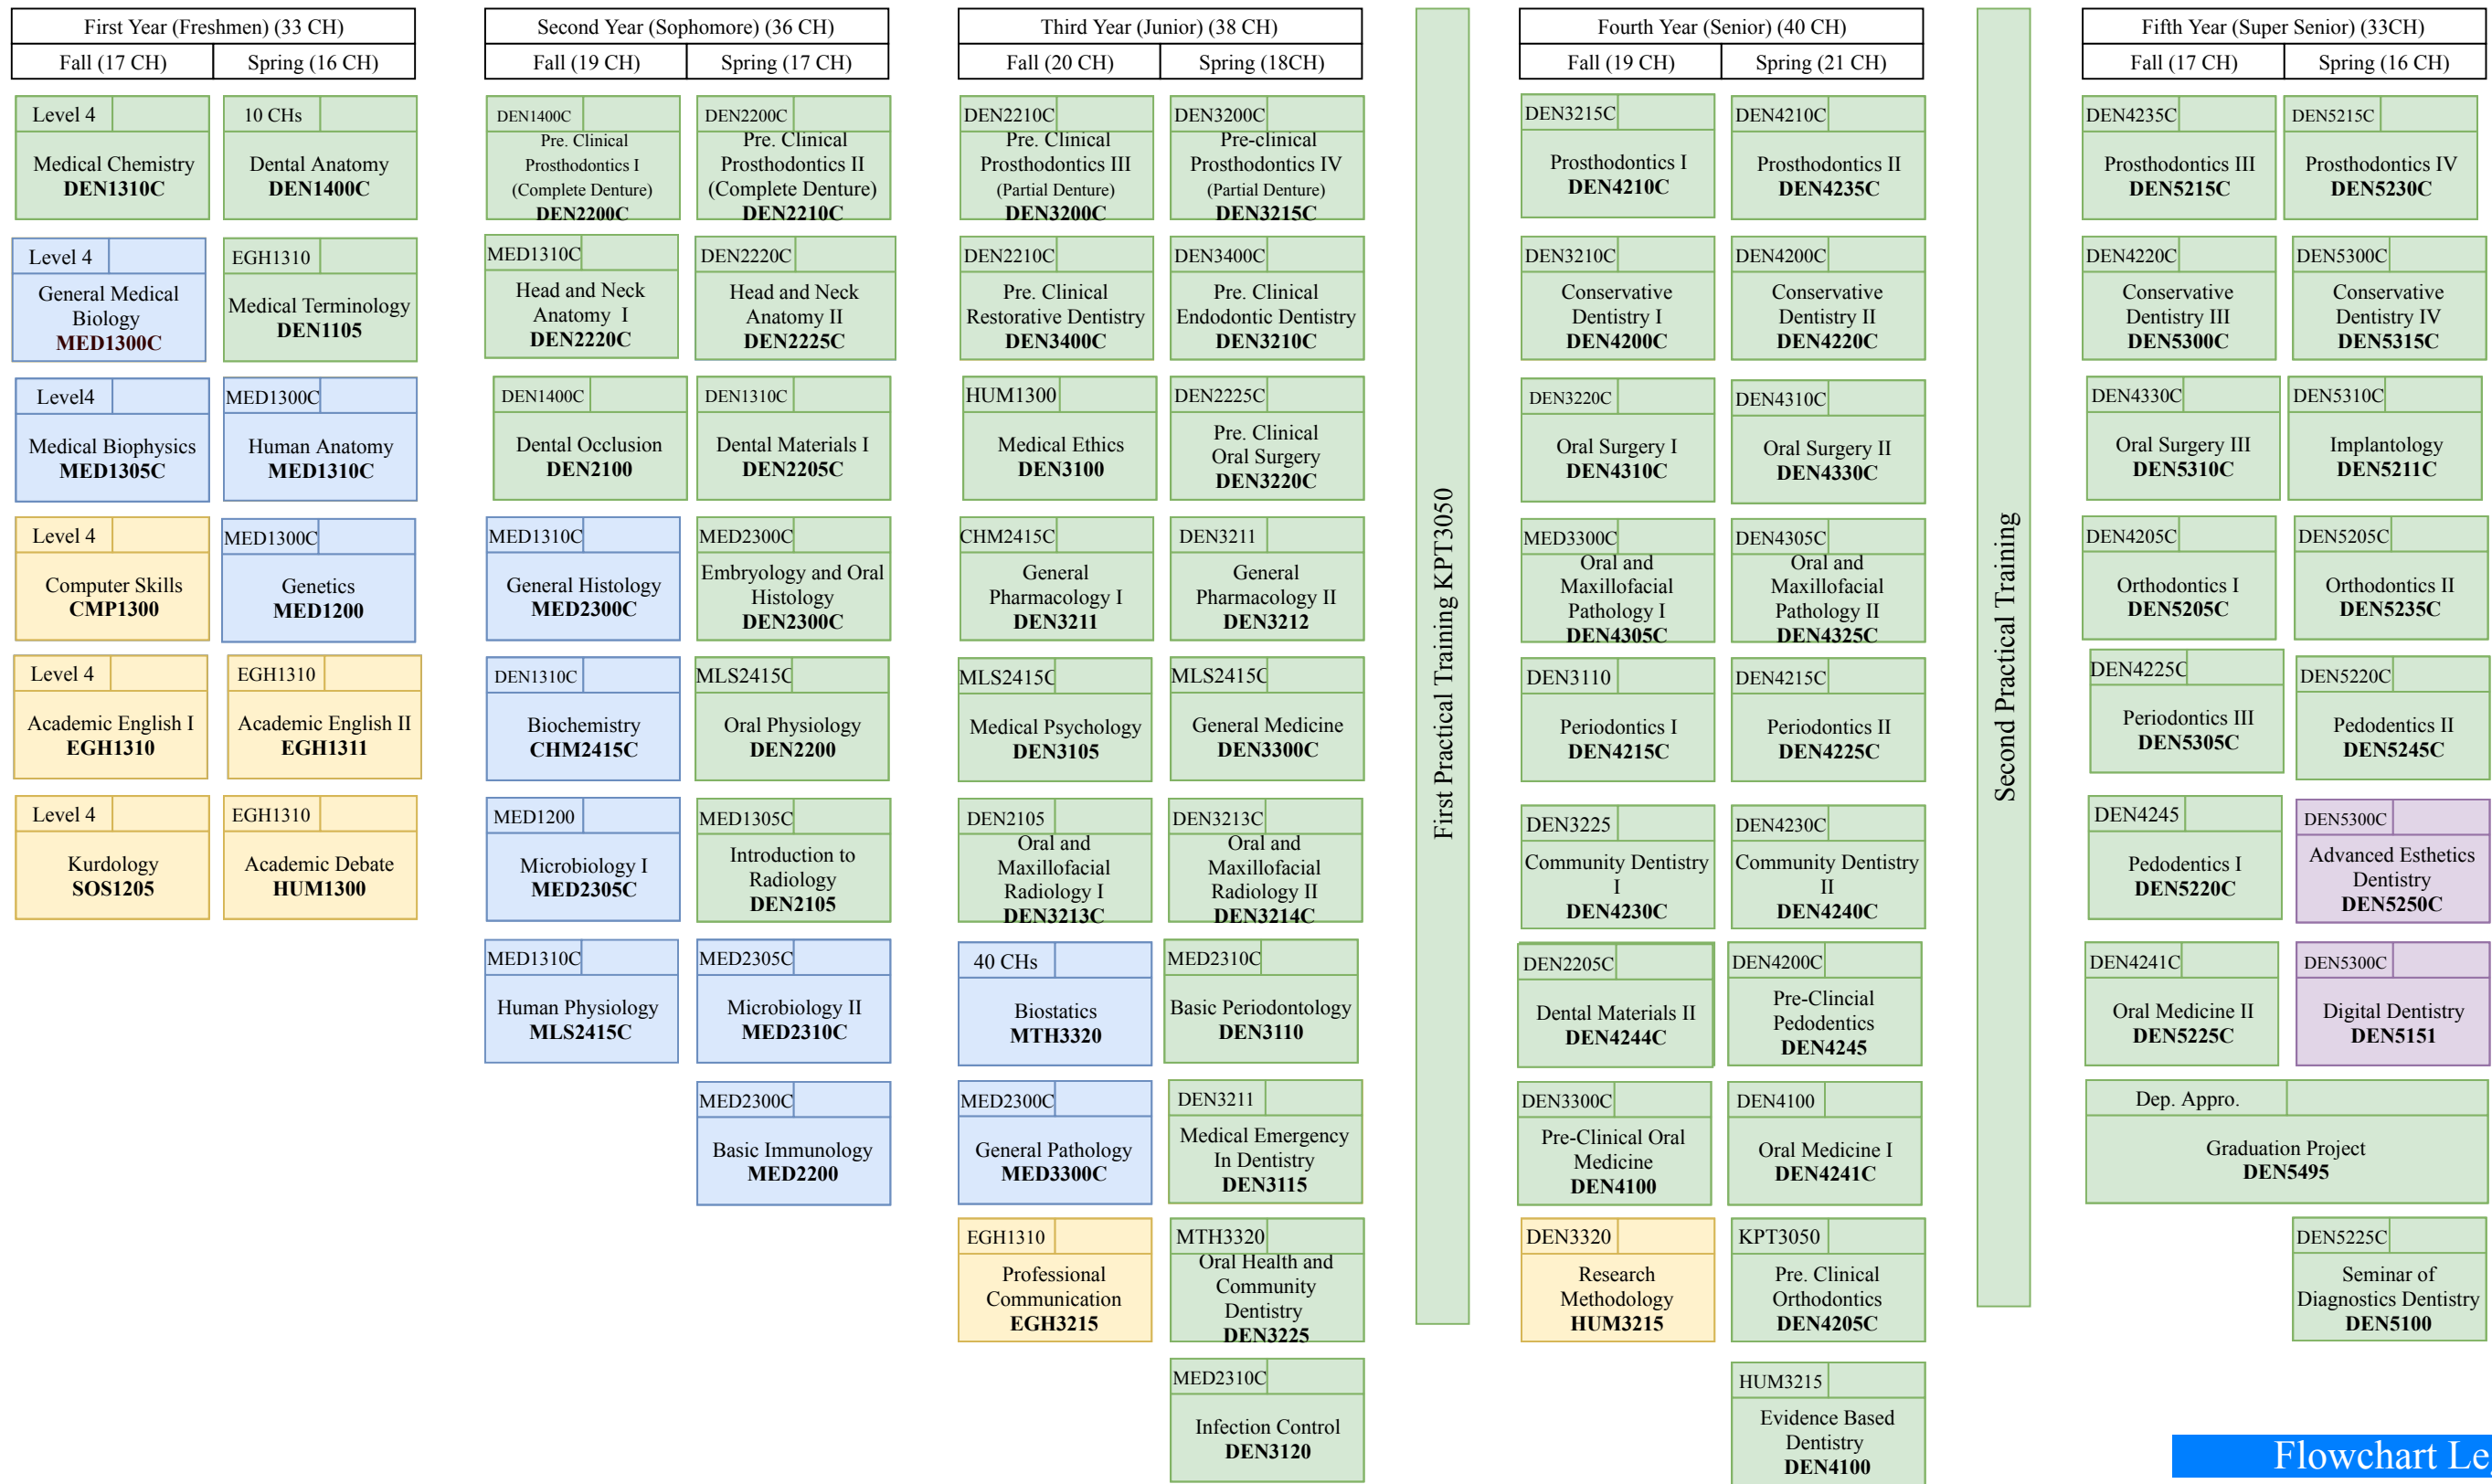 First Year (Freshmen) (33 CH)
Fall (17 CH)
Spring (16 CH)
Level 4
Medical Chemistry
DEN1310C
10 CHs
Dental Anatomy
DEN1400C
Level 4
General Medical
Biology
MED1300C
EGH1310
Medical Terminology
DEN1105
Level4
Medical Biophysics
MED1305C
MED1300C
Human Anatomy
MED1310C
Level 4
Computer Skills
CMP1300
MED1300C
Genetics
MED1200
Level 4
Academic English I
EGH1310
EGH1310
Academic English II
EGH1311
Level 4
Kurdology
SOS1205
EGH1310
Academic Debate
HUM1300
Second Year (Sophomore) (36 CH)
Fall (19 CH)
Spring (17 CH)
DEN1400C
Pre. Clinical
Prosthodontics I
(Complete Denture)
DEN2200C
DEN2200C
Pre. Clinical
Prosthodontics II
(Complete Denture)
DEN2210C
MED1310C
Head and Neck
Anatomy I
DEN2220C
DEN2220C
Head and Neck
Anatomy II
DEN2225C
DEN1400C
Dental Occlusion
DEN2100
DEN1310C
Dental Materials I
DEN2205C
MED1310C
General Histology
MED2300C
MED2300C
Embryology and Oral
Histology
DEN2300C
DEN1310C
Biochemistry
CHM2415C
MLS2415C
Oral Physiology
DEN2200
MED1200
Microbiology I
MED2305C
MED1305C
Introduction to
Radiology
DEN2105
MED1310C
Human Physiology
MLS2415C
MED2305C
Microbiology II
MED2310C
MED2300C
Basic Immunology
MED2200
Third Year (Junior) (38 CH)
Fall (20 CH)
Spring (18CH)
DEN2210C
Pre. Clinical
Prosthodontics III
(Partial Denture)
DEN3200C
DEN3200C
Pre-clinical
Prosthodontics IV
(Partial Denture)
DEN3215C
DEN2210C
Pre. Clinical
Restorative Dentistry
DEN3400C
DEN3400C
Pre. Clinical
Endodontic Dentistry
DEN3210C
HUM1300
Medical Ethics
DEN3100
DEN2225C
Pre. Clinical
Oral Surgery
DEN3220C
CHM2415C
General
Pharmacology I
DEN3211
DEN3211
General
Pharmacology II
DEN3212
MLS2415C
Medical Psychology
DEN3105
MLS2415C
General Medicine
DEN3300C
DEN2105
Oral and
Maxillofacial
Radiology I
DEN3213C
DEN3213C
Oral and
Maxillofacial
Radiology II
DEN3214C
40 CHs
Biostatics
MTH3320
MED2310C
Basic Periodontology
DEN3110
MED2300C
General Pathology
MED3300C
DEN3211
Medical Emergency
In Dentistry
DEN3115
EGH1310
Professional
Communication
EGH3215
MTH3320
Oral Health and
Community
Dentistry
DEN3225
MED2310C
Infection Control
DEN3120
First Practical Training KPT3050
Fourth Year (Senior) (40 CH)
Fall (19 CH)
Spring (21 CH)
DEN3215C
Prosthodontics I
DEN4210C
DEN4210C
Prosthodontics II
DEN4235C
DEN3210C
Conservative
Dentistry I
DEN4200C
DEN4200C
Conservative
Dentistry II
DEN4220C
DEN3220C
Oral Surgery I
DEN4310C
DEN4310C
Oral Surgery II
DEN4330C
MED3300C
Oral and
Maxillofacial
Pathology I
DEN4305C
DEN4305C
Oral and
Maxillofacial
Pathology II
DEN4325C
DEN3110
Periodontics I
DEN4215C
DEN4215C
Periodontics II
DEN4225C
DEN3225
Community Dentistry
I
DEN4230C
DEN4230C
Community Dentistry
II
DEN4240C
DEN2205C
Dental Materials II
DEN4244C
DEN4200C
Pre-Clincial
Pedodentics
DEN4245
DEN3300C
Pre-Clinical Oral
Medicine
DEN4100
DEN4100
Oral Medicine I
DEN4241C
DEN3320
Research
Methodology
HUM3215
KPT3050
Pre. Clinical
Orthodontics
DEN4205C
HUM3215
Evidence Based
Dentistry
DEN4100
Second Practical Training
Fifth Year (Super Senior) (33CH)
Fall (17 CH)
Spring (16 CH)
DEN4235C
Prosthodontics III
DEN5215C
DEN5215C
Prosthodontics IV
DEN5230C
DEN4220C
Conservative
Dentistry III
DEN5300C
DEN5300C
Conservative
Dentistry IV
DEN5315C
DEN4330C
Oral Surgery III
DEN5310C
DEN5310C
Implantology
DEN5211C
DEN4205C
Orthodontics I
DEN5205C
DEN5205C
Orthodontics II
DEN5235C
DEN4225C
Periodontics III
DEN5305C
DEN5220C
Pedodentics II
DEN5245C
DEN4245
Pedodentics I
DEN5220C
DEN5300C
Advanced Esthetics
Dentistry
DEN5250C
DEN4241C
Oral Medicine II
DEN5225C
DEN5300C
Digital Dentistry
DEN5151
Dep. Appro.
Graduation Project
DEN5495
DEN5225C
Seminar of
Diagnostics Dentistry
DEN5100
Flowchart Le